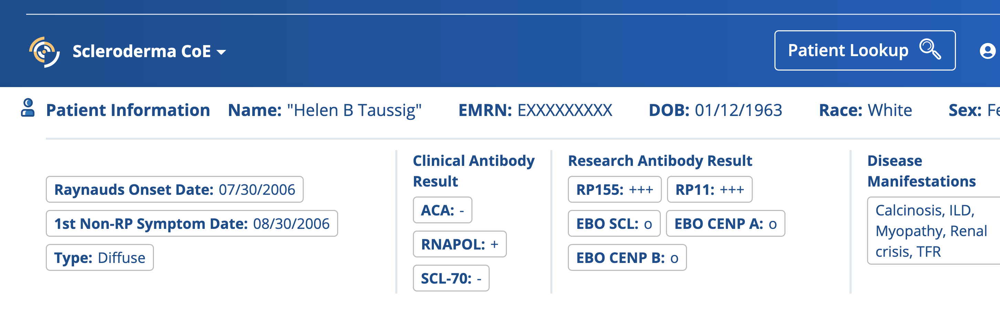 Scleroderma CoE
Patient Lookup
Patient Information Name: "Helen B Taussig" EMRN: EXXXXXXXXX DOB: 01/12/1963 Race: White Sex: Fe
Raynauds Onset Date: 07/30/2006
1st Non-RP Symptom Date: 08/30/2006
Type: Diffuse
Clinical Antibody
Result
ACA: -
RNAPOL: +
SCL-70: -
Research Antibody Result
RP155: +++ RP11: +++
EBO SCL: o EBO CENP A: o
EBO CENP B: o
Disease
Manifestations
Calcinosis, ILD,
Myopathy, Renal
crisis, TFR